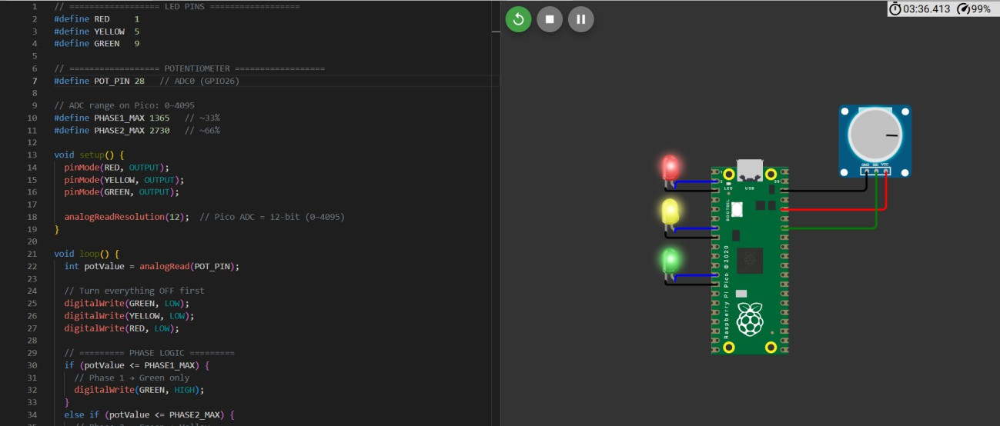 1 // ================== LED PINS ==================
2 #define RED     1
3 #define YELLOW  5
4 #define GREEN   9
5
6 // ================== POTENTIOMETER ==================
7 #define POT_PIN 28   // ADC0 (GPIO26)
8
9 // ADC range on Pico: 0–4095
10 #define PHASE1_MAX 1365   // ~33%
11 #define PHASE2_MAX 2730   // ~66%
12
13 void setup() {
14   pinMode(RED, OUTPUT);
15   pinMode(YELLOW, OUTPUT);
16   pinMode(GREEN, OUTPUT);
17
18   analogReadResolution(12);  // Pico ADC = 12-bit (0–4095)
19 }
20
21 void loop() {
22   int potValue = analogRead(POT_PIN);
23
24   // Turn everything OFF first
25   digitalWrite(GREEN, LOW);
26   digitalWrite(YELLOW, LOW);
27   digitalWrite(RED, LOW);
28
29   // ========= PHASE LOGIC =========
30   if (potValue <= PHASE1_MAX) {
31     // Phase 1 → Green only
32     digitalWrite(GREEN, HIGH);
33   }
34   else if (potValue <= PHASE2_MAX) {
03:36.413 99%
GND SIG VCC
LED USB
BOOTSEL
Raspberry Pi Pico ©2020